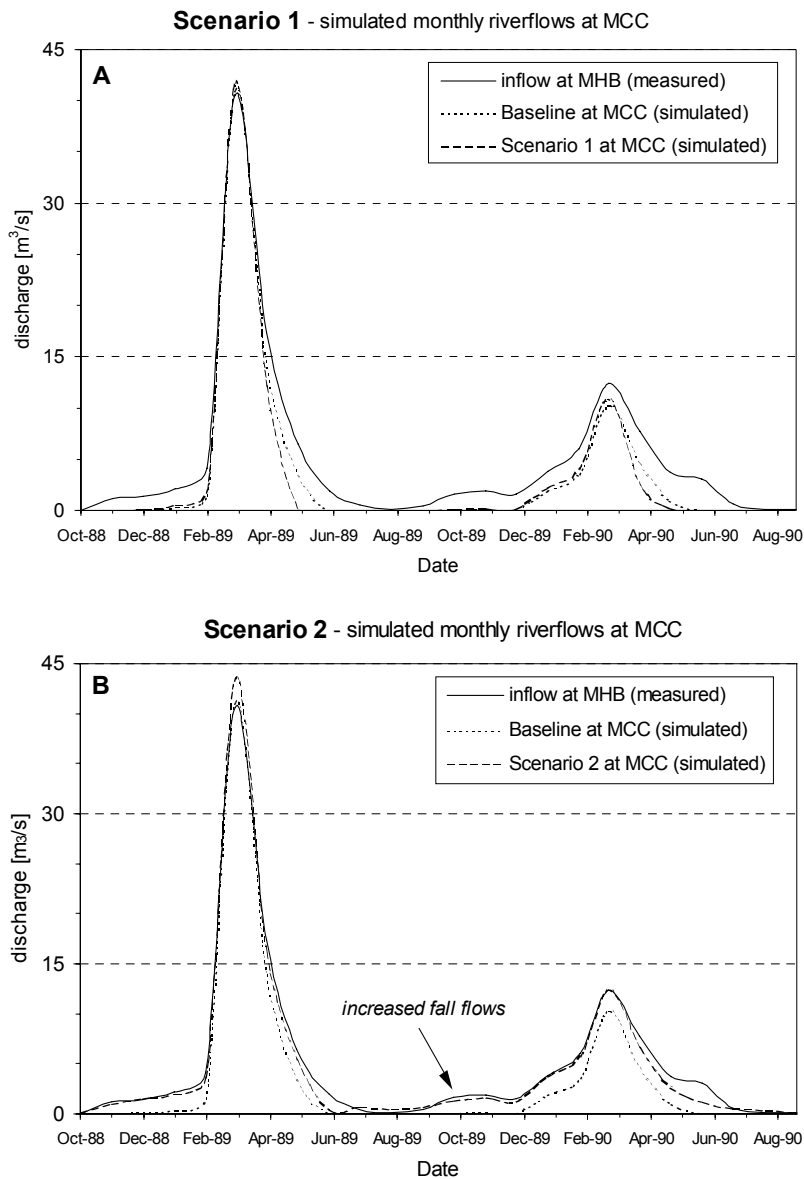 Scenario 1 - simulated monthly riverflows at MCC
A
inflow at MHB (measured)
Baseline at MCC (simulated)
Scenario 1 at MCC (simulated)
discharge [m³/s]
45
30
15
0
Oct-88 Dec-88 Feb-89 Apr-89 Jun-89 Aug-89 Oct-89 Dec-89 Feb-90 Apr-90 Jun-90 Aug-90
Date
Scenario 2 - simulated monthly riverflows at MCC
B
inflow at MHB (measured)
Baseline at MCC (simulated)
Scenario 2 at MCC (simulated)
discharge [m3/s]
45
30
15
0
increased fall flows
Oct-88 Dec-88 Feb-89 Apr-89 Jun-89 Aug-89 Oct-89 Dec-89 Feb-90 Apr-90 Jun-90 Aug-90
Date